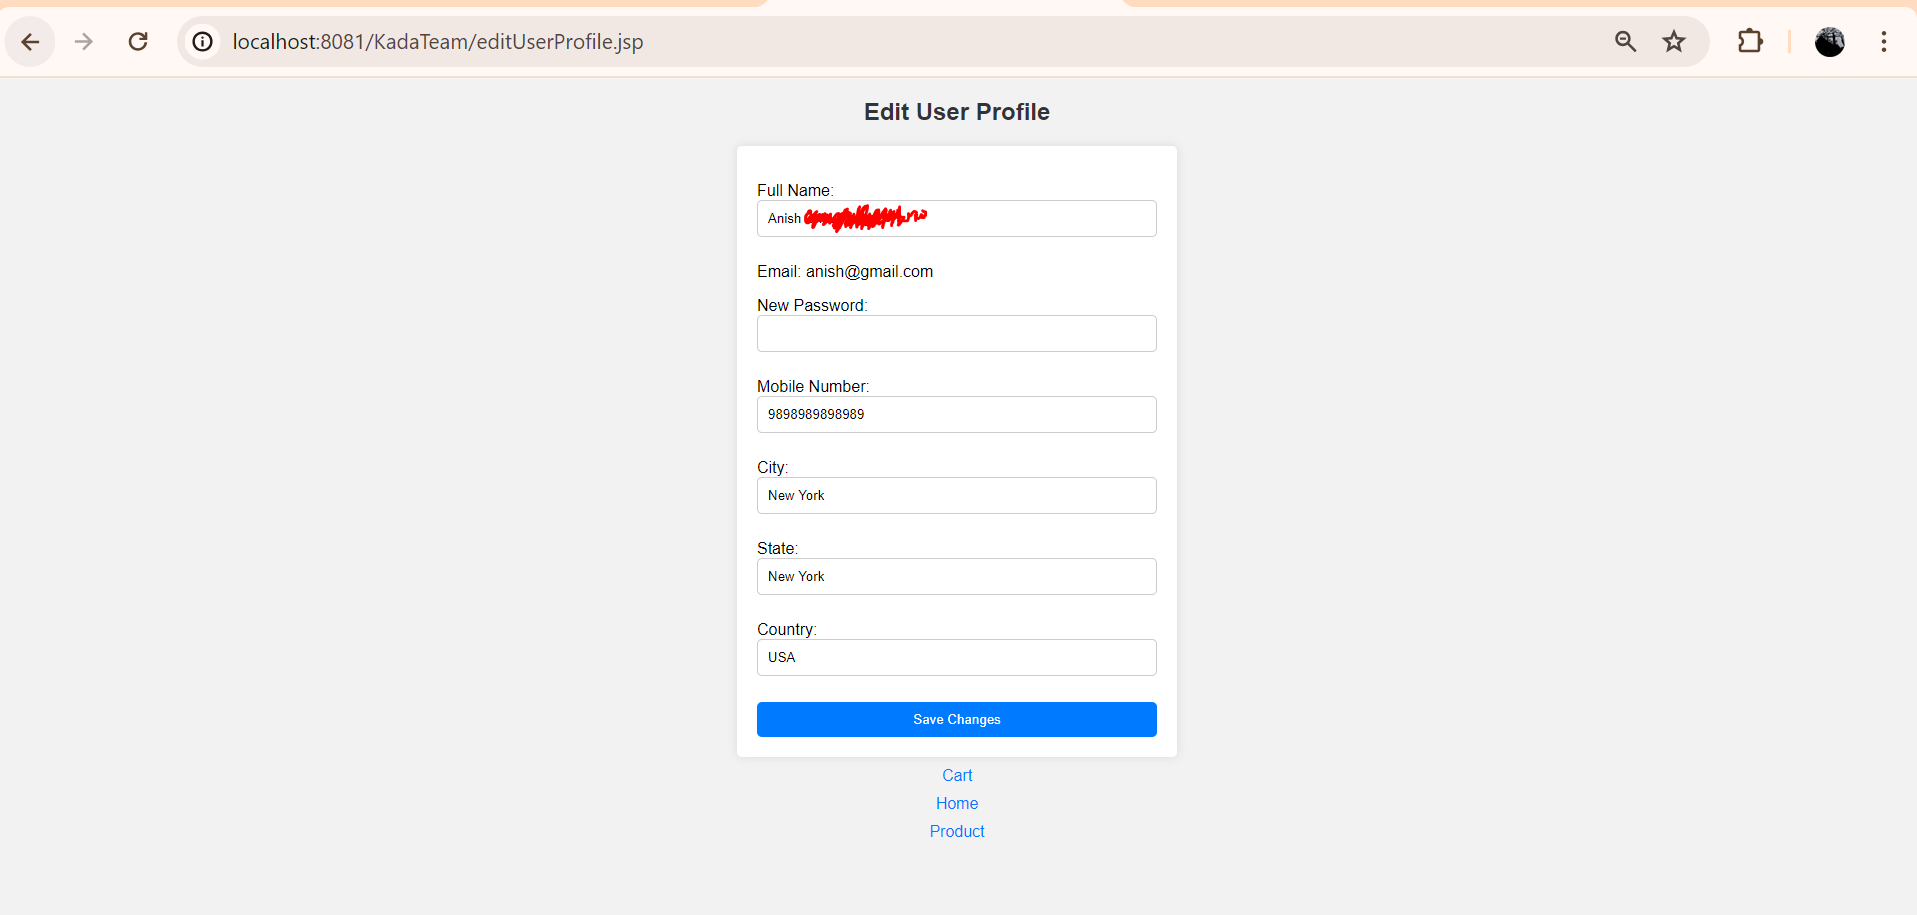 localhost:8081/KadaTeam/editUserProfile.jsp
Edit User Profile
Full Name:
Anish
Email: anish@gmail.com
New Password:
Mobile Number:
9898989898989
City:
New York
State:
New York
Country:
USA
Save Changes
Cart
Home
Product